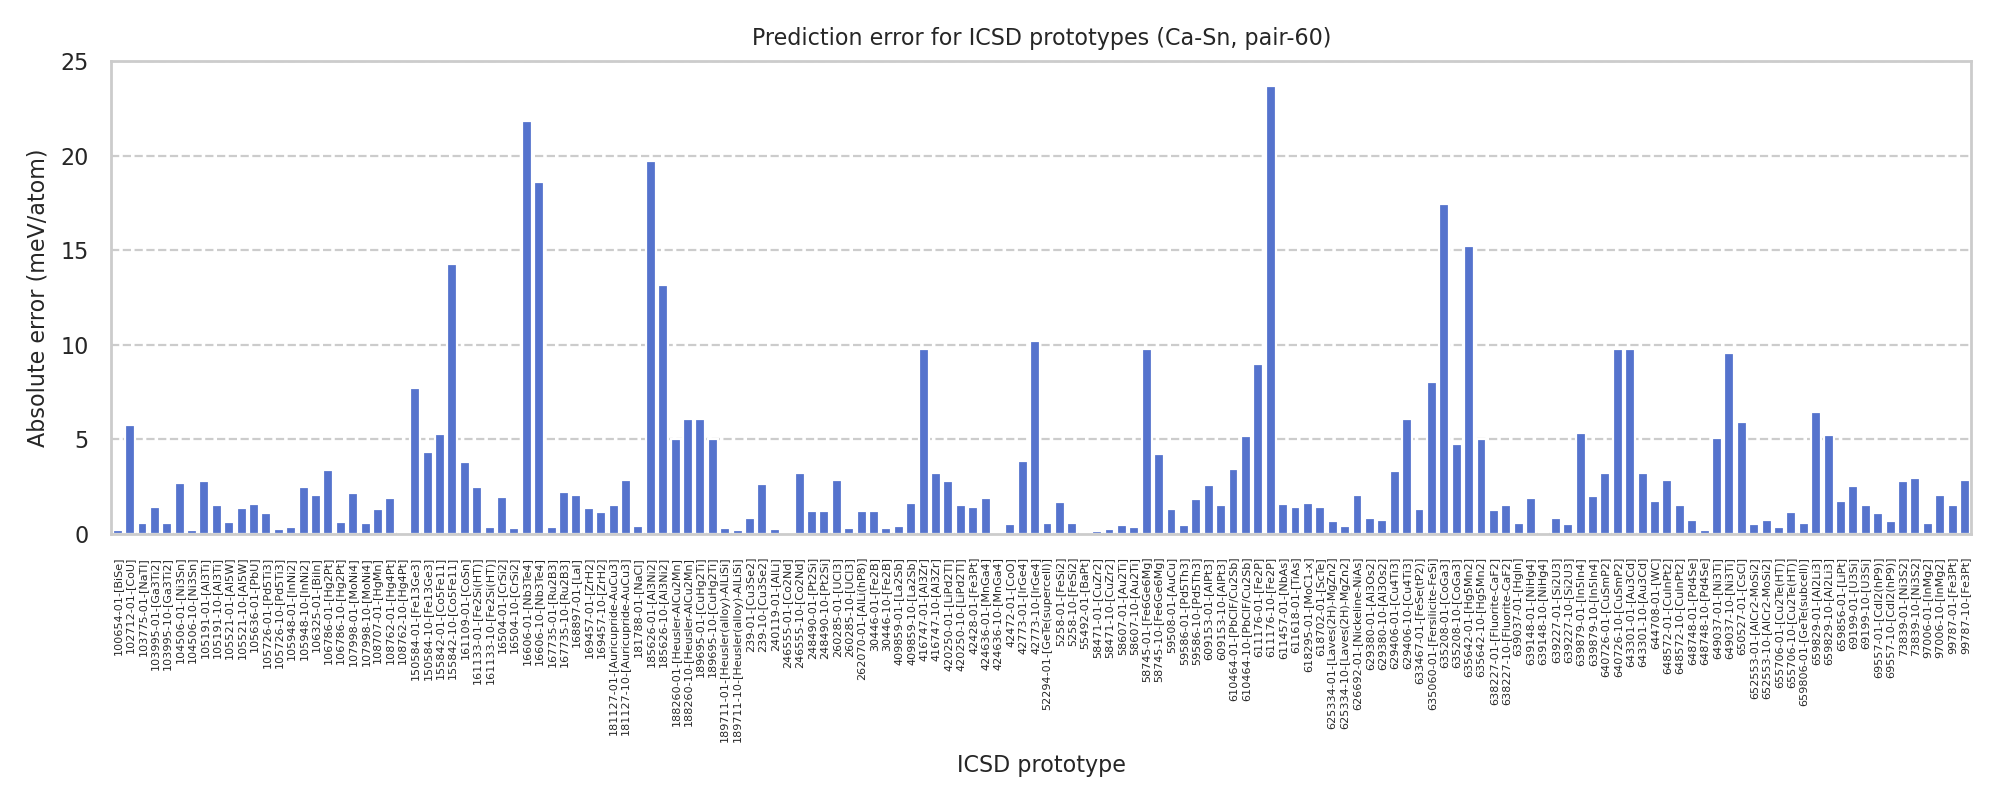 Prediction error for ICSD prototypes (Ca-Sn, pair-60)
Absolute error (meV/atom)
25
20
15
10
5
0
100654-01-[BiSe]
102712-01-[CoU]
103775-01-[NaTl]
103995-01-[Ga3Ti2]
103995-10-[Ga3Ti2]
104506-01-[Ni3Sn]
104506-10-[Ni3Sn]
105191-01-[Al3Ti]
105191-10-[Al3Ti]
105521-01-[Al5W]
105521-10-[Al5W]
105636-01-[PbU]
105726-01-[Pd5Ti3]
105726-10-[Pd5Ti3]
105948-01-[InNi2]
105948-10-[InNi2]
106325-01-[BiIn]
106786-01-[Hg2Pt]
106786-10-[Hg2Pt]
107998-01-[MoNi4]
107998-10-[MoNi4]
108707-01-[HgMn]
108762-01-[Hg4Pt]
108762-10-[Hg4Pt]
150584-01-[Fe13Ge3]
150584-10-[Fe13Ge3]
155842-01-[Co5Fe11]
155842-10-[Co5Fe11]
161109-01-[CoSn]
161133-01-[Fe2Si(HT)]
161133-10-[Fe2Si(HT)]
16504-01-[CrSi2]
16504-10-[CrSi2]
16606-01-[Nb3Te4]
16606-10-[Nb3Te4]
167735-01-[Ru2B3]
167735-10-[Ru2B3]
168897-01-[LaI]
169457-01-[ZrH2]
169457-10-[ZrH2]
181127-01-[Auricupride-AuCu3]
181127-10-[Auricupride-AuCu3]
181788-01-[NaCl]
185626-01-[Al3Ni2]
185626-10-[Al3Ni2]
188260-01-[Heusler-AlCu2Mn]
188260-10-[Heusler-AlCu2Mn]
189695-01-[CuHg2Ti]
189695-10-[CuHg2Ti]
189711-01-[Heusler(alloy)-AlLiSi]
189711-10-[Heusler(alloy)-AlLiSi]
239-01-[Cu3Se2]
239-10-[Cu3Se2]
240119-01-[AlLi]
246555-01-[Co2Nd]
246555-10-[Co2Nd]
248490-01-[Pt2Si]
248490-10-[Pt2Si]
260285-01-[UCl3]
260285-10-[UCl3]
262070-01-[AlLi(hP8)]
30446-01-[Fe2B]
30446-10-[Fe2B]
409859-01-[La2Sb]
409859-10-[La2Sb]
416747-01-[Al3Zr]
416747-10-[Al3Zr]
420250-01-[LiPd2Tl]
420250-10-[LiPd2Tl]
42428-01-[Fe3Pt]
424636-01-[MnGa4]
424636-10-[MnGa4]
42472-01-[CoO]
42773-01-[IrGe4]
42773-10-[IrGe4]
52294-01-[GeTe(supercell)]
5258-01-[FeSi2]
5258-10-[FeSi2]
55492-01-[BaPt]
58471-01-[CuZr2]
58471-10-[CuZr2]
58607-01-[Au2Ti]
58607-10-[Au2Ti]
58745-01-[Fe6Ge6Mg]
58745-10-[Fe6Ge6Mg]
59508-01-[AuCu]
59586-01-[Pd5Th3]
59586-10-[Pd5Th3]
609153-01-[AlPt3]
609153-10-[AlPt3]
610464-01-[PbClF/Cu2Sb]
610464-10-[PbClF/Cu2Sb]
611176-01-[Fe2P]
611176-10-[Fe2P]
611457-01-[NbAs]
611618-01-[TiAs]
618295-01-[MoC1-x]
618702-01-[ScTe]
625334-01-[Laves(2H)-MgZn2]
625334-10-[Laves(2H)-MgZn2]
626692-01-[Nickeline-NiAs]
629380-01-[Al3Os2]
629380-10-[Al3Os2]
629406-01-[Cu4Ti3]
629406-10-[Cu4Ti3]
633467-01-[FeSe(tP2)]
635060-01-[Fersilicite-FeSi]
635208-01-[CoGa3]
635208-10-[CoGa3]
635642-01-[Hg5Mn2]
635642-10-[Hg5Mn2]
638227-01-[Fluorite-CaF2]
638227-10-[Fluorite-CaF2]
639037-01-[HgIn]
639148-01-[NiHg4]
639148-10-[NiHg4]
639227-01-[Si2U3]
639227-10-[Si2U3]
639879-01-[In5In4]
639879-10-[In5In4]
640726-01-[CuSmP2]
640726-10-[CuSmP2]
643301-01-[Au3Cd]
643301-10-[Au3Cd]
644708-01-[WC]
648572-01-[CuInPt2]
648572-10-[CuInPt2]
648748-01-[Pd4Se]
648748-10-[Pd4Se]
649037-01-[Ni3Ti]
649037-10-[Ni3Ti]
650527-01-[CsCl]
652553-01-[AlCr2-MoSi2]
652553-10-[AlCr2-MoSi2]
655706-01-[Cu2Te(HT)]
655706-10-[Cu2Te(HT)]
659806-01-[GeTe(subcell)]
659829-01-[Al2Li3]
659829-10-[Al2Li3]
659856-01-[LiPt]
69199-01-[U3Si]
69199-10-[U3Si]
69557-01-[CdI2(hP9)]
69557-10-[CdI2(hP9)]
73839-01-[Ni3S2]
73839-10-[Ni3S2]
97006-01-[InMg2]
97006-10-[InMg2]
99787-01-[Fe3Pt]
99787-10-[Fe3Pt]
ICSD prototype